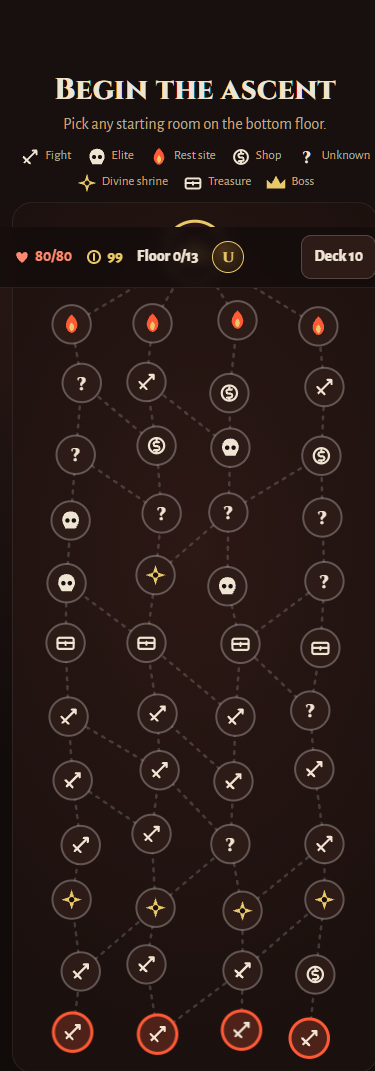 Begin the ascent
Pick any starting room on the bottom floor.
Fight Elite Rest site Shop ? Unknown
Divine shrine Treasure Boss
80/80 99 Floor 0/13 U Deck 10
?
?
? ? ?
?
?
?